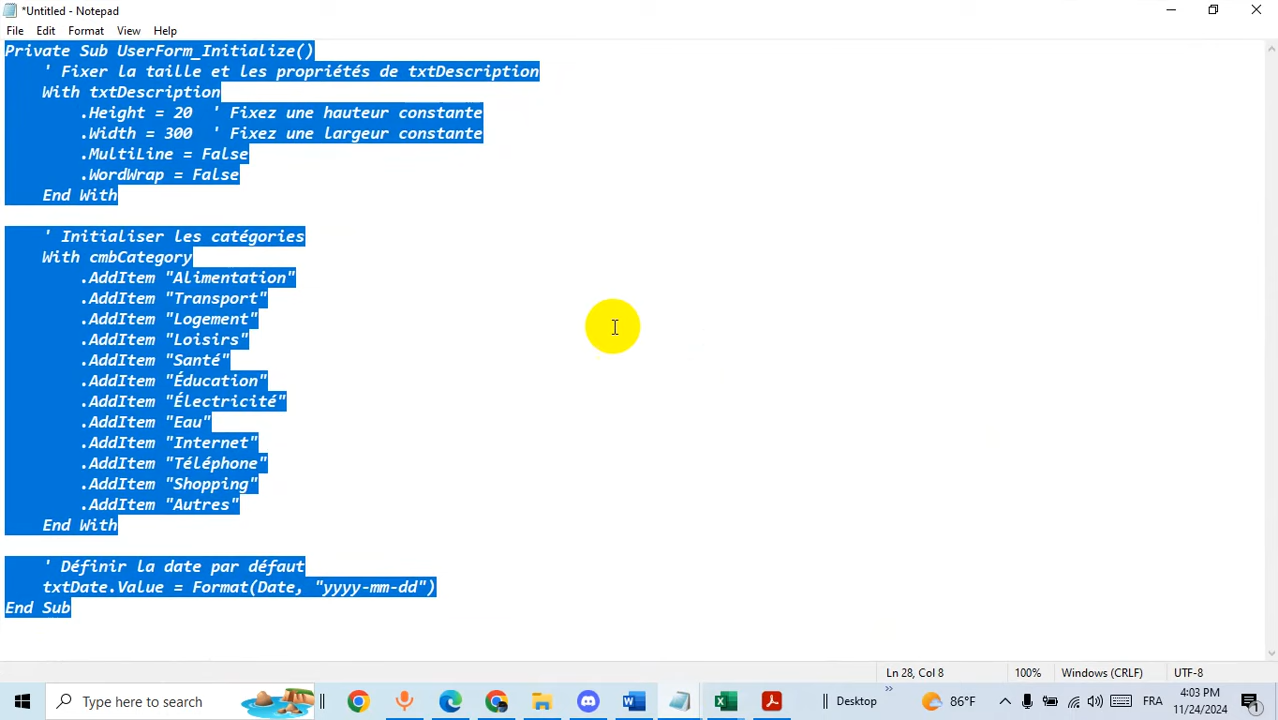 *Untitled - Notepad
File Edit Format View Help
Private Sub UserForm_Initialize()
' Fixer la taille et les propriétés de txtDescription
With txtDescription
.Height = 20 ' Fixez une hauteur constante
.Width = 300 ' Fixez une largeur constante
.MultiLine = False
.WordWrap = False
End With
' Initialiser les catégories
With cmbCategory
.AddItem "Alimentation"
.AddItem "Transport"
.AddItem "Logement"
.AddItem "Loisirs"
.AddItem "Santé"
.AddItem "Éducation"
.AddItem "Électricité"
.AddItem "Eau"
.AddItem "Internet"
.AddItem "Téléphone"
.AddItem "Shopping"
.AddItem "Autres"
End With
' Définir la date par défaut
txtDate.Value = Format(Date, "yyyy-mm-dd")
End Sub
Ln 28, Col 8 100% Windows (CRLF) UTF-8
Type here to search Desktop 86°F FRA 4:03 PM
11/24/2024